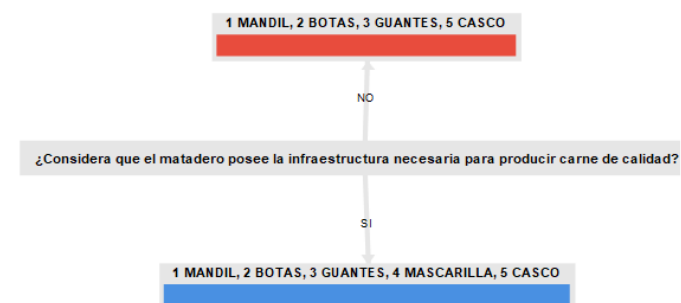 1 MANDIL, 2 BOTAS, 3 GUANTES, 5 CASCO
NO
¿Considera que el matadero posee la infraestructura necesaria para producir carne de calidad?
SI
1 MANDIL, 2 BOTAS, 3 GUANTES, 4 MASCARILLA, 5 CASCO